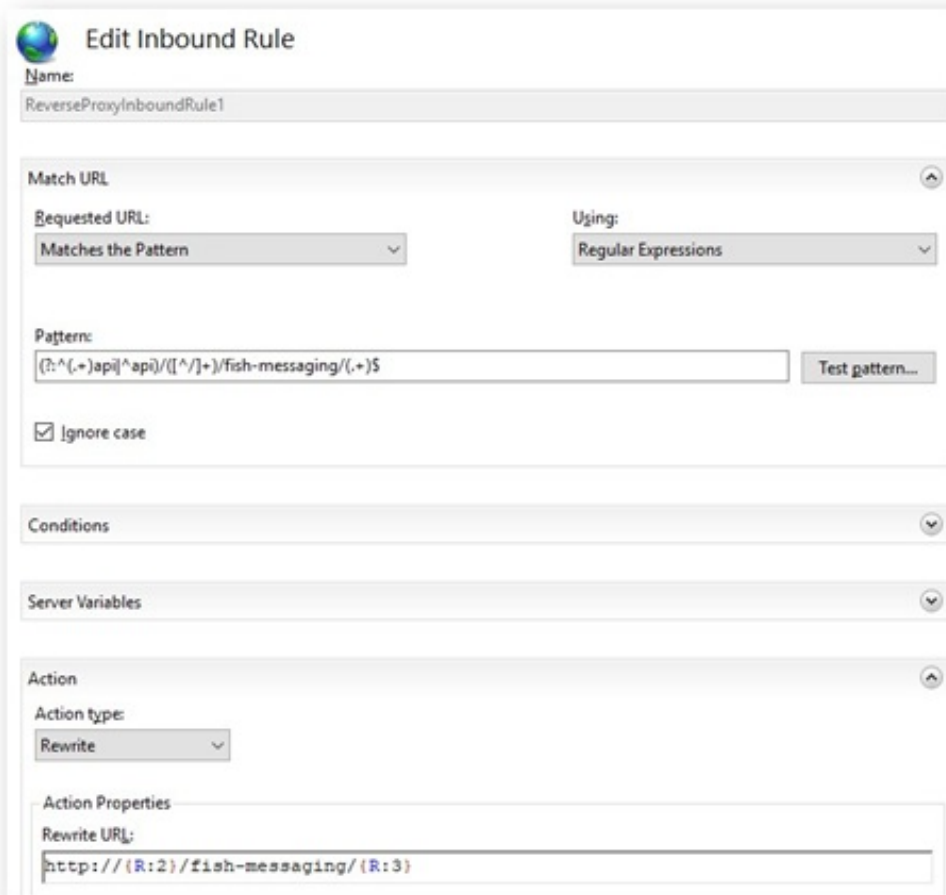 Edit Inbound Rule
Name:
ReverseProxyInboundRule1
Match URL
Requested URL: Using:
Matches the Pattern Regular Expressions
Pattern:
(?:^(.+)api|^api)/([^/]+)/fish-messaging/(.+)$ Test pattern...
Ignore case
Conditions
Server Variables
Action
Action type:
Rewrite
Action Properties
Rewrite URL:
http://{R:2}/fish-messaging/{R:3}